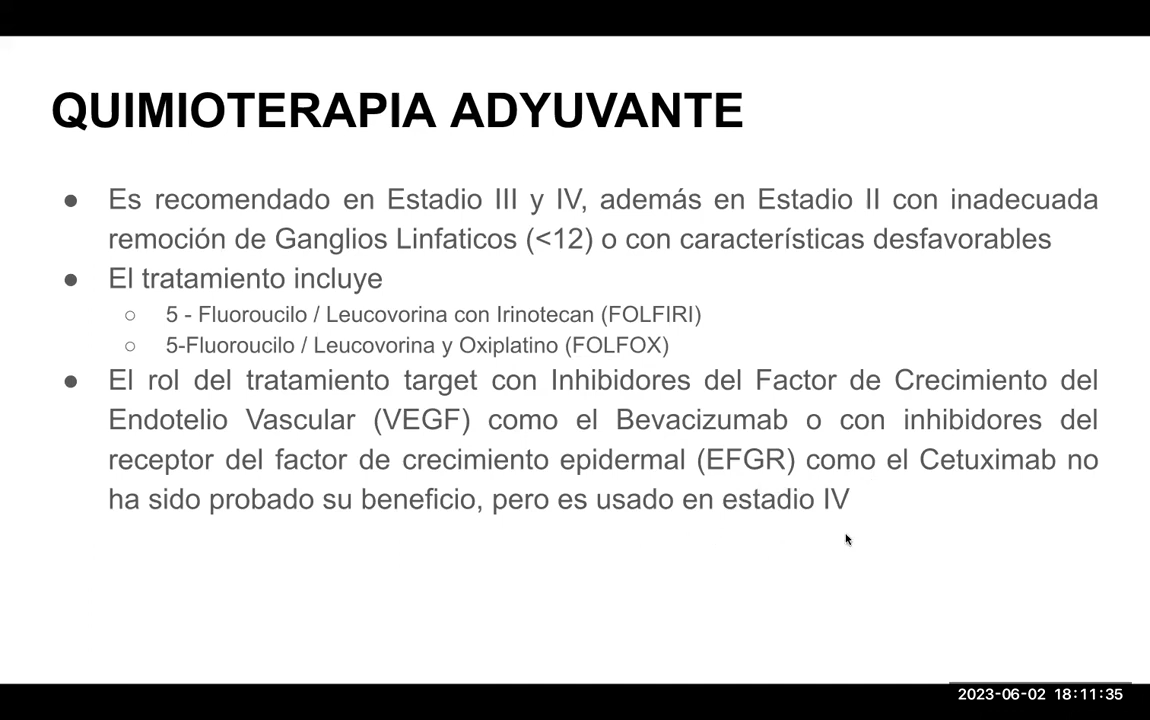 QUIMIOTERAPIA ADYUVANTE
● Es recomendado en Estadio III y IV, además en Estadio II con inadecuada
remoción de Ganglios Linfaticos (<12) o con características desfavorables
● El tratamiento incluye
○ 5 - Fluoroucilo / Leucovorina con Irinotecan (FOLFIRI)
○ 5-Fluoroucilo / Leucovorina y Oxiplatino (FOLFOX)
● El rol del tratamiento target con Inhibidores del Factor de Crecimiento del
Endotelio Vascular (VEGF) como el Bevacizumab o con inhibidores del
receptor del factor de crecimiento epidermal (EFGR) como el Cetuximab no
ha sido probado su beneficio, pero es usado en estadio IV
2023-06-02 18:11:35